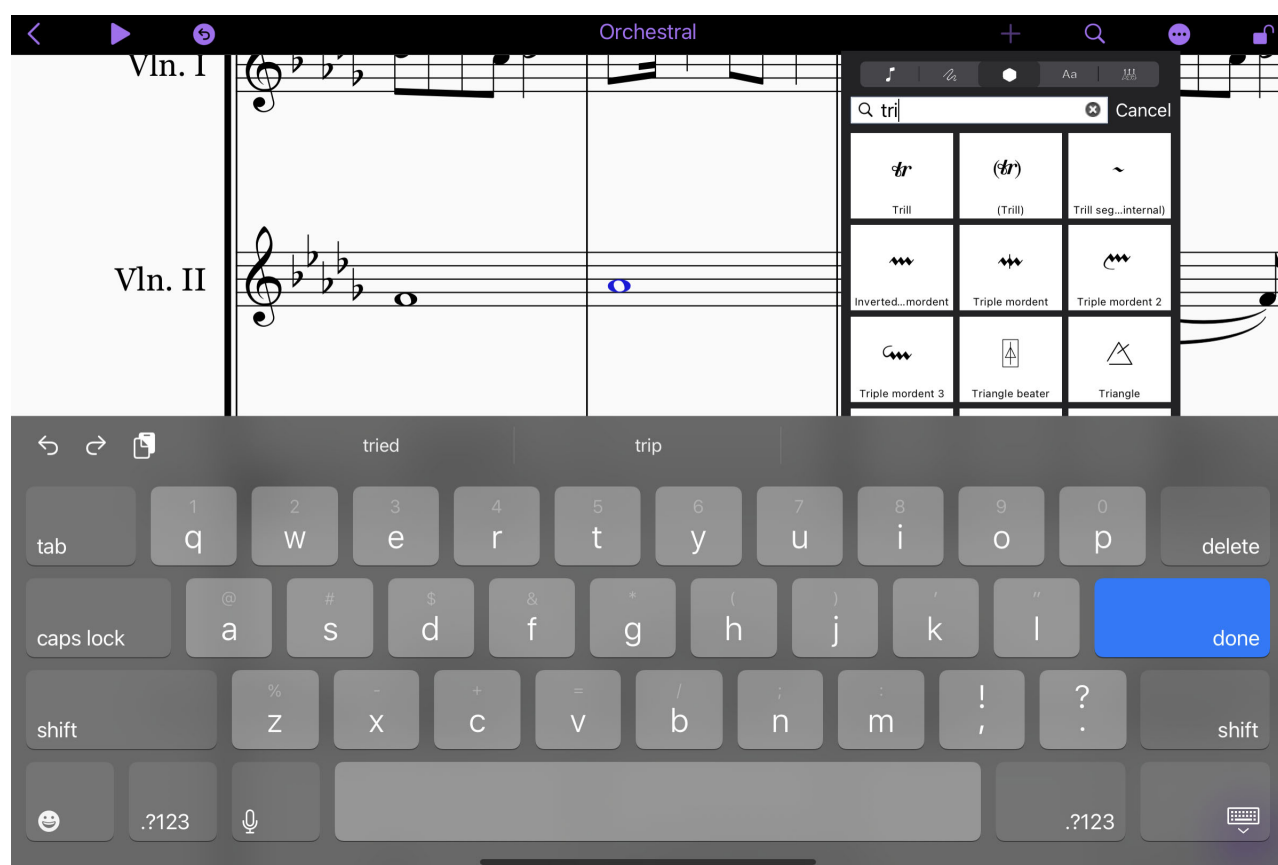 Orchestral
Vln. I
Aa
tri
Cancel
tr
(tr)
Trill
(Trill)
Trill seg...internal)
Inverted...mordent
Triple mordent
Triple mordent 2
Triple mordent 3
Triangle beater
Triangle
Vln. II
tried
trip
1 2 3 4 5 6 7 8 9 0
tab q w e r t y u i o p delete
@ # $ & * ( ) ' "
caps lock a s d f g h j k l done
% - + = / ; : ! ?
shift z x c v b n m , . shift
.?123 .?123